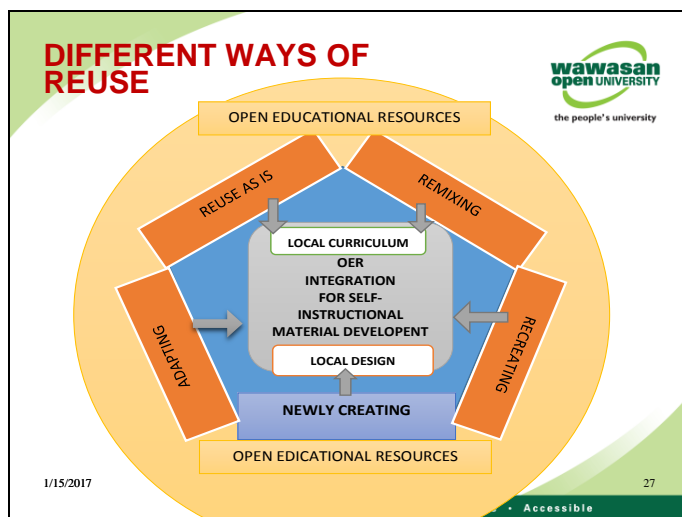 DIFFERENT WAYS OF
REUSE
wawasan
open UNIVERSITY
the people's university
OPEN EDUCATIONAL RESOURCES
REUSE AS IS
REMIXING
LOCAL CURRICULUM
OER
INTEGRATION
FOR SELF-
INSTRUCTIONAL
MATERIAL DEVELOPENT
LOCAL DESIGN
ADAPTING
RECREATING
NEWLY CREATING
OPEN EDICATIONAL RESOURCES
1/15/2017
27
• Accessible